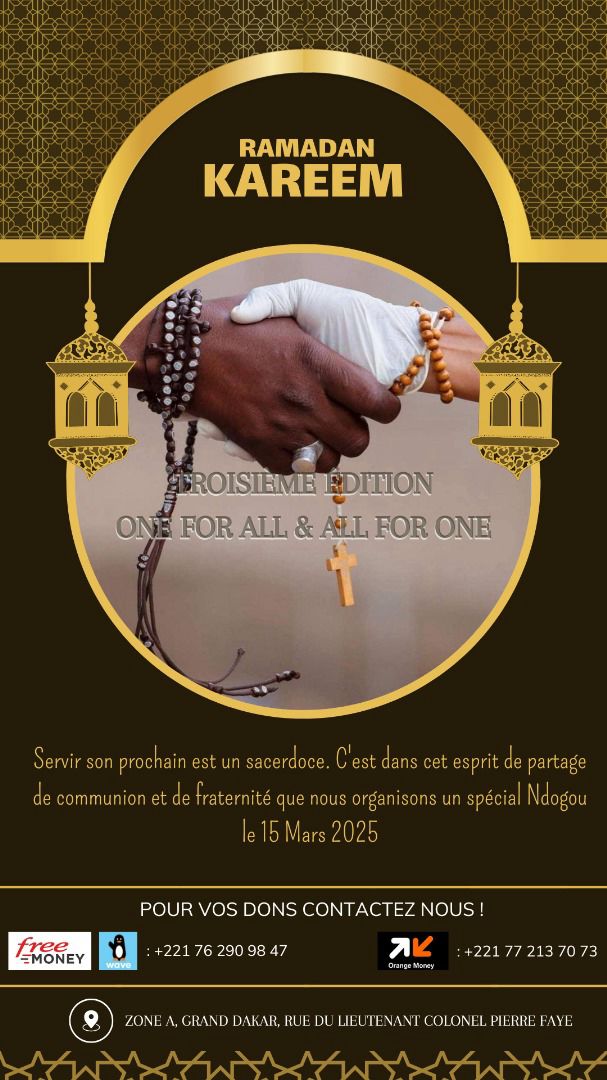 RAMADAN
KAREEM
TROISIÈME EDITION
ONE FOR ALL & ALL FOR ONE
Servir son prochain est un sacerdoce. C'est dans cet esprit de partage
de communion et de fraternité que nous organisons un spécial Ndogou
le 15 Mars 2025
POUR VOS DONS CONTACTEZ NOUS !
free MONEY wave : +221 76 290 98 47
Orange Money : +221 77 213 70 73
ZONE A, GRAND DAKAR, RUE DU LIEUTENANT COLONEL PIERRE FAYE